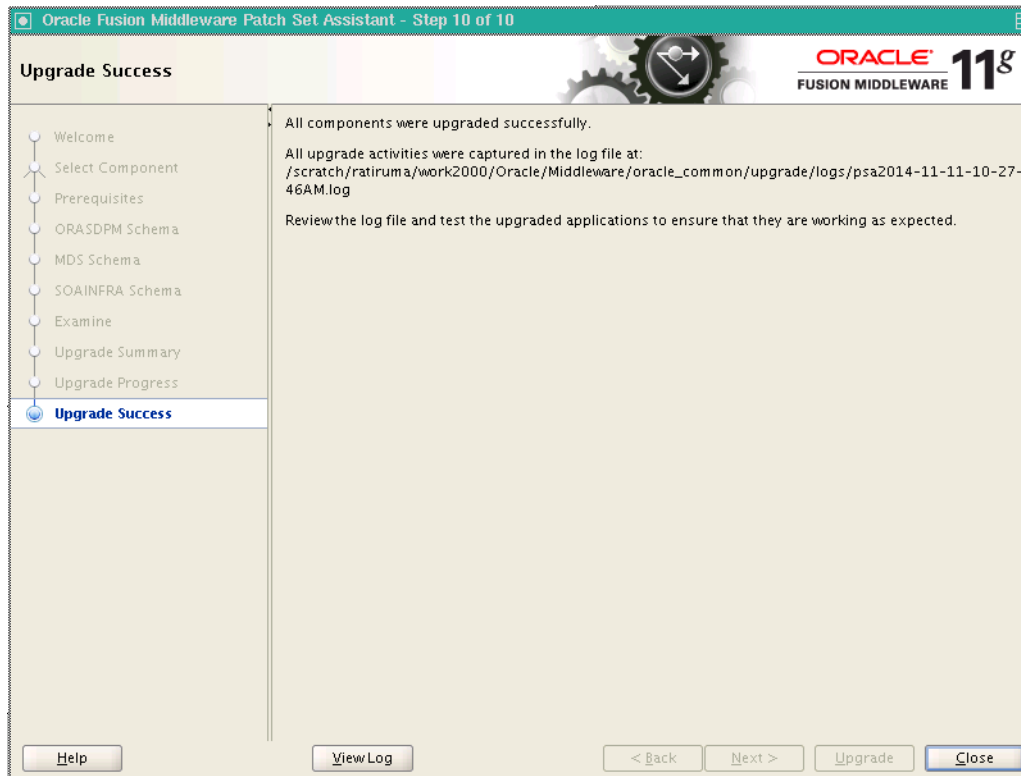 Oracle Fusion Middleware Patch Set Assistant - Step 10 of 10
Upgrade Success
ORACLE
FUSION MIDDLEWARE 11g
Welcome
Select Component
Prerequisites
ORASDPM Schema
MDS Schema
SOAINFRA Schema
Examine
Upgrade Summary
Upgrade Progress
Upgrade Success
All components were upgraded successfully.
All upgrade activities were captured in the log file at:
/scratch/ratiruma/work2000/Oracle/Middleware/oracle_common/upgrade/logs/psa2014-11-11-10-27-
46AM.log
Review the log file and test the upgraded applications to ensure that they are working as expected.
Help
View Log
< Back
Next >
Upgrade
Close